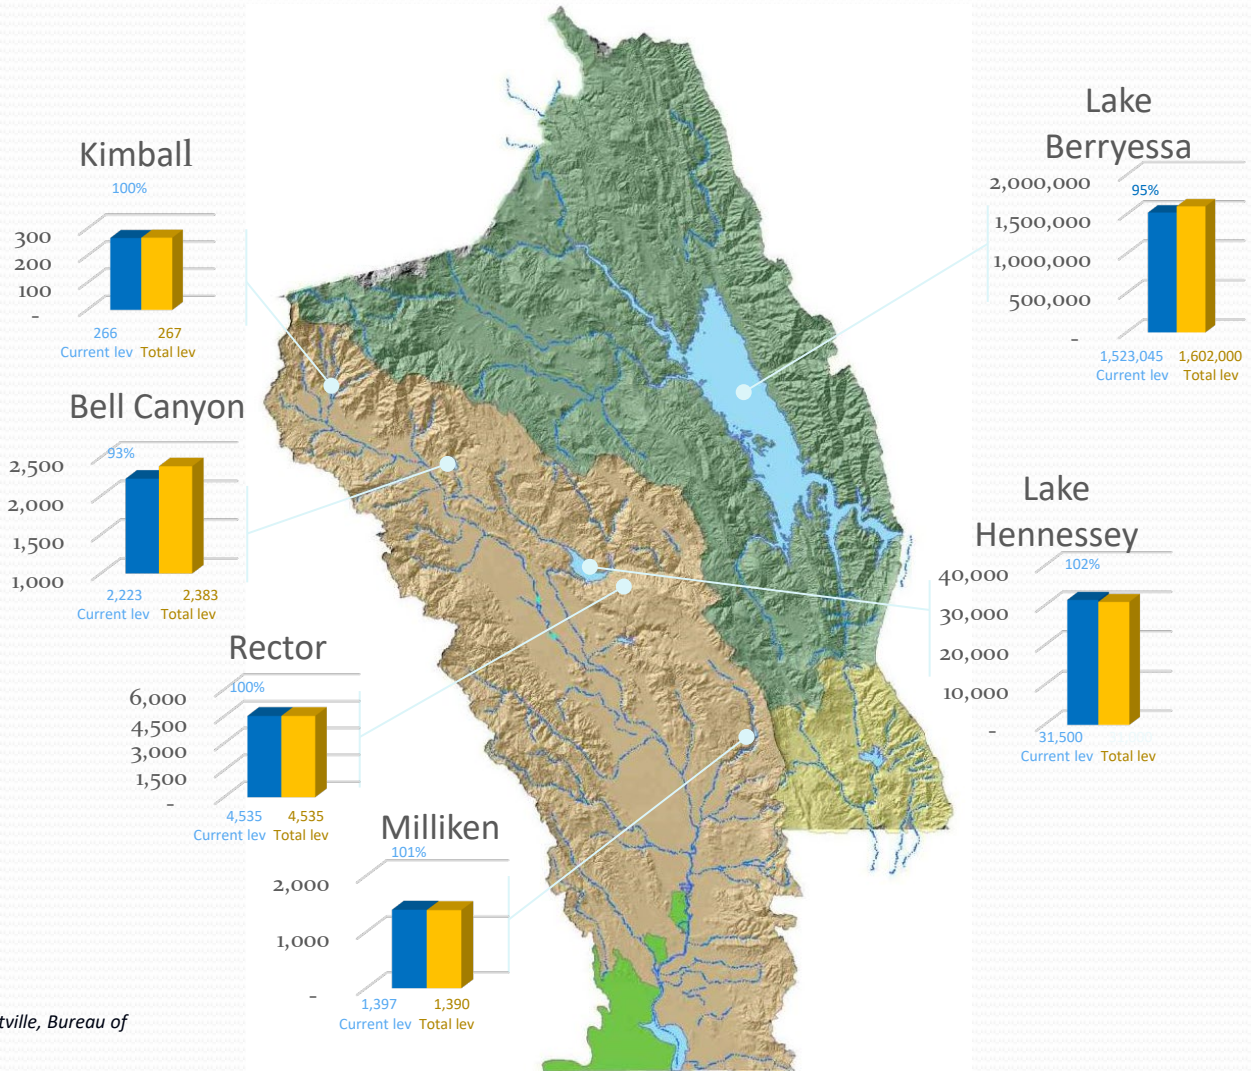 Kimball
100%
300
200
100
-
266 267
Current lev Total lev
Bell Canyon
93%
2,500
2,000
1,500
1,000
2,223 2,383
Current lev Total lev
Rector
100%
6,000
4,500
3,000
1,500
-
4,535 4,535
Current lev Total lev
Milliken
101%
2,000
1,000
-
1,397 1,390
Current lev Total lev
tville, Bureau of
Lake
Berryessa
2,000,000
95%
1,500,000
1,000,000
500,000
-
1,523,045 1,602,000
Current lev Total lev
Lake
Hennessey
40,000
102%
30,000
20,000
10,000
-
31,500
Current lev Total lev